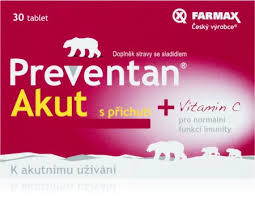 30 tablet
FARMAX
Český výrobce®
Doplněk stravy se sladidlem
Preventan®
Akut
s příchutí
+ Vitamin C
pro normální
funkci imunity
K akutnímu užívání